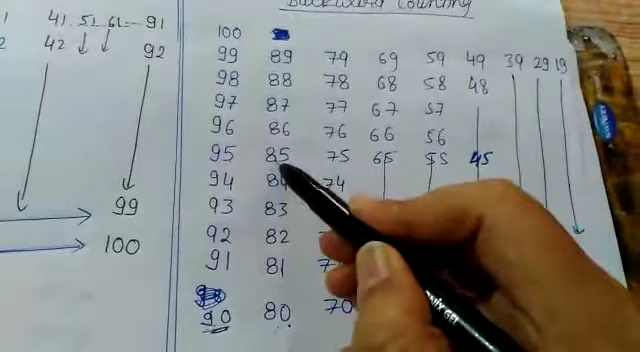 Backward Counting
41 51 61 -- 91
42 92
99
100
100
99 89 79 69 59 49 39 29 19
98 88 78 68 58 48
97 87 77 67 57
96 86 76 66 56
95 85 75 65 55 45
94 84 74
93 83
92 82
91 81
90 80 70